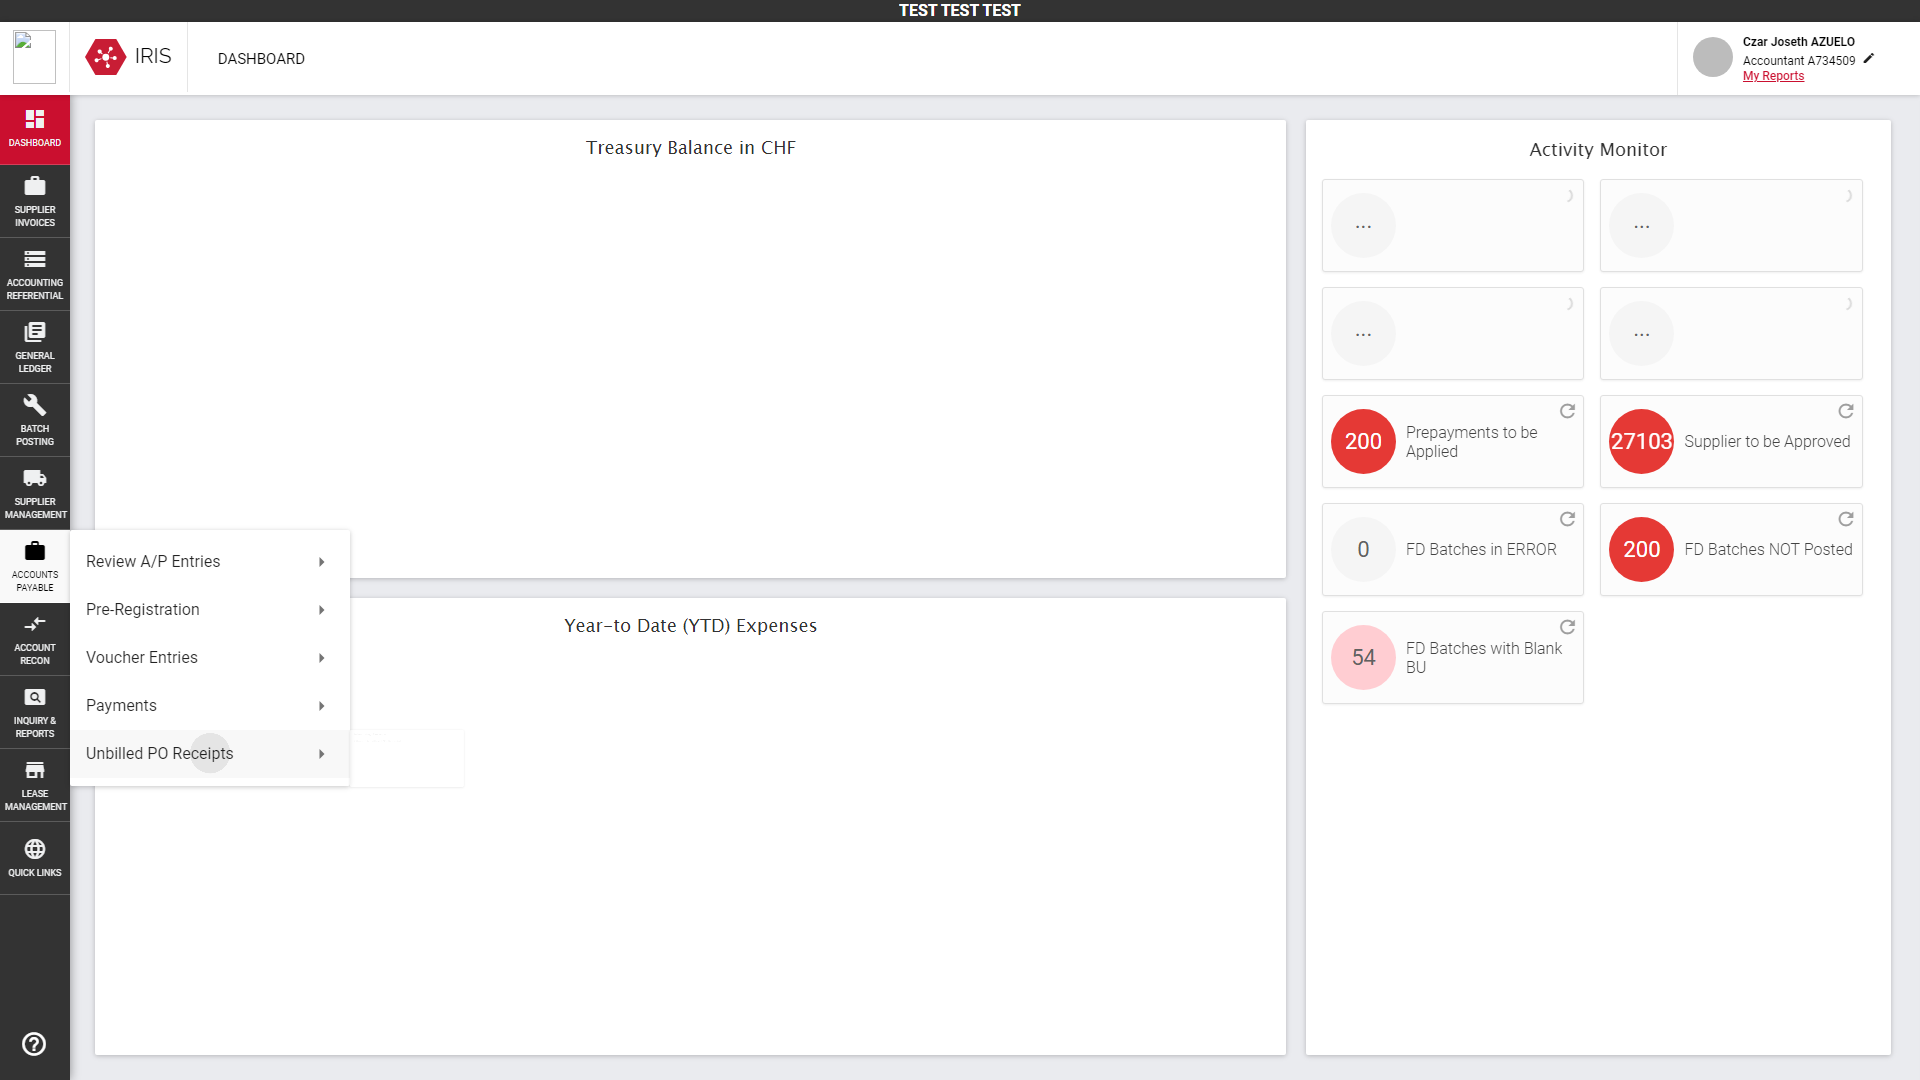 TEST TEST TEST
IRIS
DASHBOARD
Czar Joseth AZUELO
Accountant A734509
My Reports
DASHBOARD
SUPPLIER
INVOICES
ACCOUNTING
REFERENTIAL
GENERAL
LEDGER
BATCH
POSTING
SUPPLIER
MANAGEMENT
ACCOUNTS
PAYABLE
ACCOUNT
RECON
INQUIRY &
REPORTS
LEASE
MANAGEMENT
QUICK LINKS
Review A/P Entries
Pre-Registration
Voucher Entries
Payments
Unbilled PO Receipts
Treasury Balance in CHF
Year-to Date (YTD) Expenses
Activity Monitor
...
...
...
...
200
Prepayments to be
Applied
27103
Supplier to be Approved
0
FD Batches in ERROR
200
FD Batches NOT Posted
54
FD Batches with Blank
BU